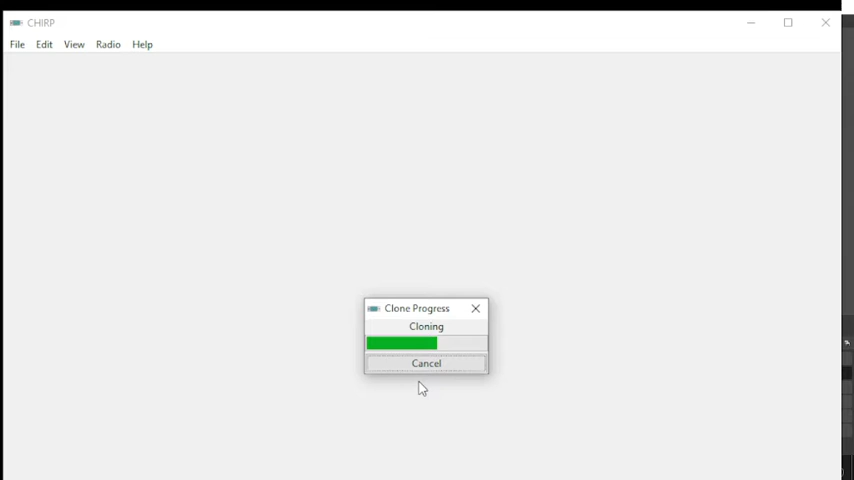 CHIRP
File Edit View Radio Help
Clone Progress
Cloning
Cancel